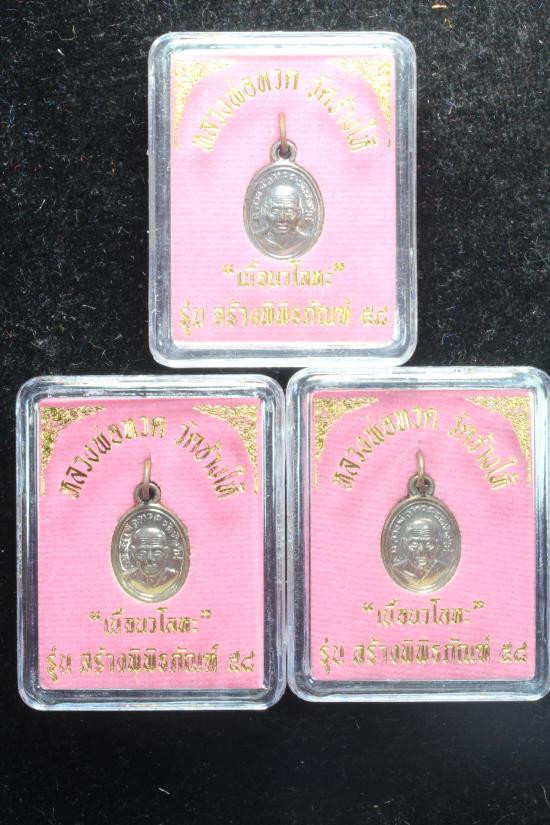 หลวงพ่อทวด วัดช้างให้
"เนื้อนวโลหะ"
รุ่น สร้างพิพิธภัณฑ์ ๕๔
หลวงพ่อทวด วัดช้างให้
"เนื้อนวโลหะ"
รุ่น สร้างพิพิธภัณฑ์ ๕๔
หลวงพ่อทวด วัดช้างให้
"เนื้อนวโลหะ"
รุ่น สร้างพิพิธภัณฑ์ ๕๔